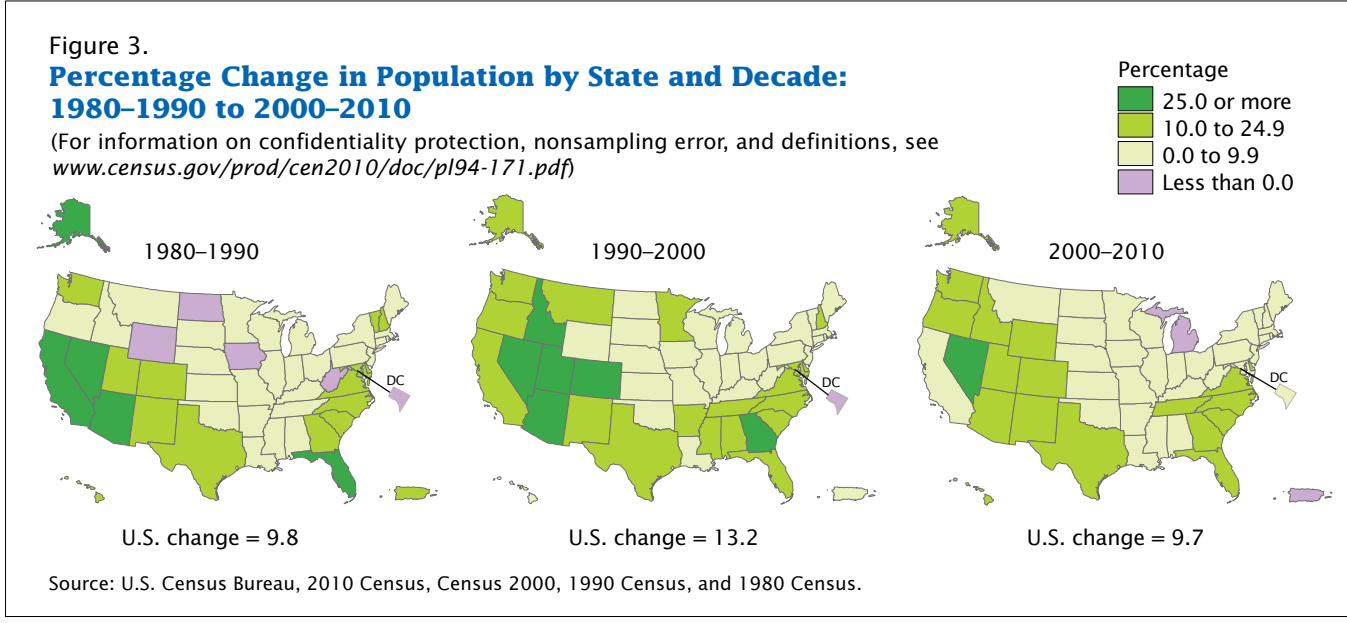 Figure 3.
Percentage Change in Population by State and Decade:
1980–1990 to 2000–2010
(For information on confidentiality protection, nonsampling error, and definitions, see
www.census.gov/prod/cen2010/doc/pl94-171.pdf)
Percentage
25.0 or more
10.0 to 24.9
0.0 to 9.9
Less than 0.0
1980–1990
DC
U.S. change = 9.8
1990–2000
DC
U.S. change = 13.2
2000–2010
DC
U.S. change = 9.7
Source: U.S. Census Bureau, 2010 Census, Census 2000, 1990 Census, and 1980 Census.